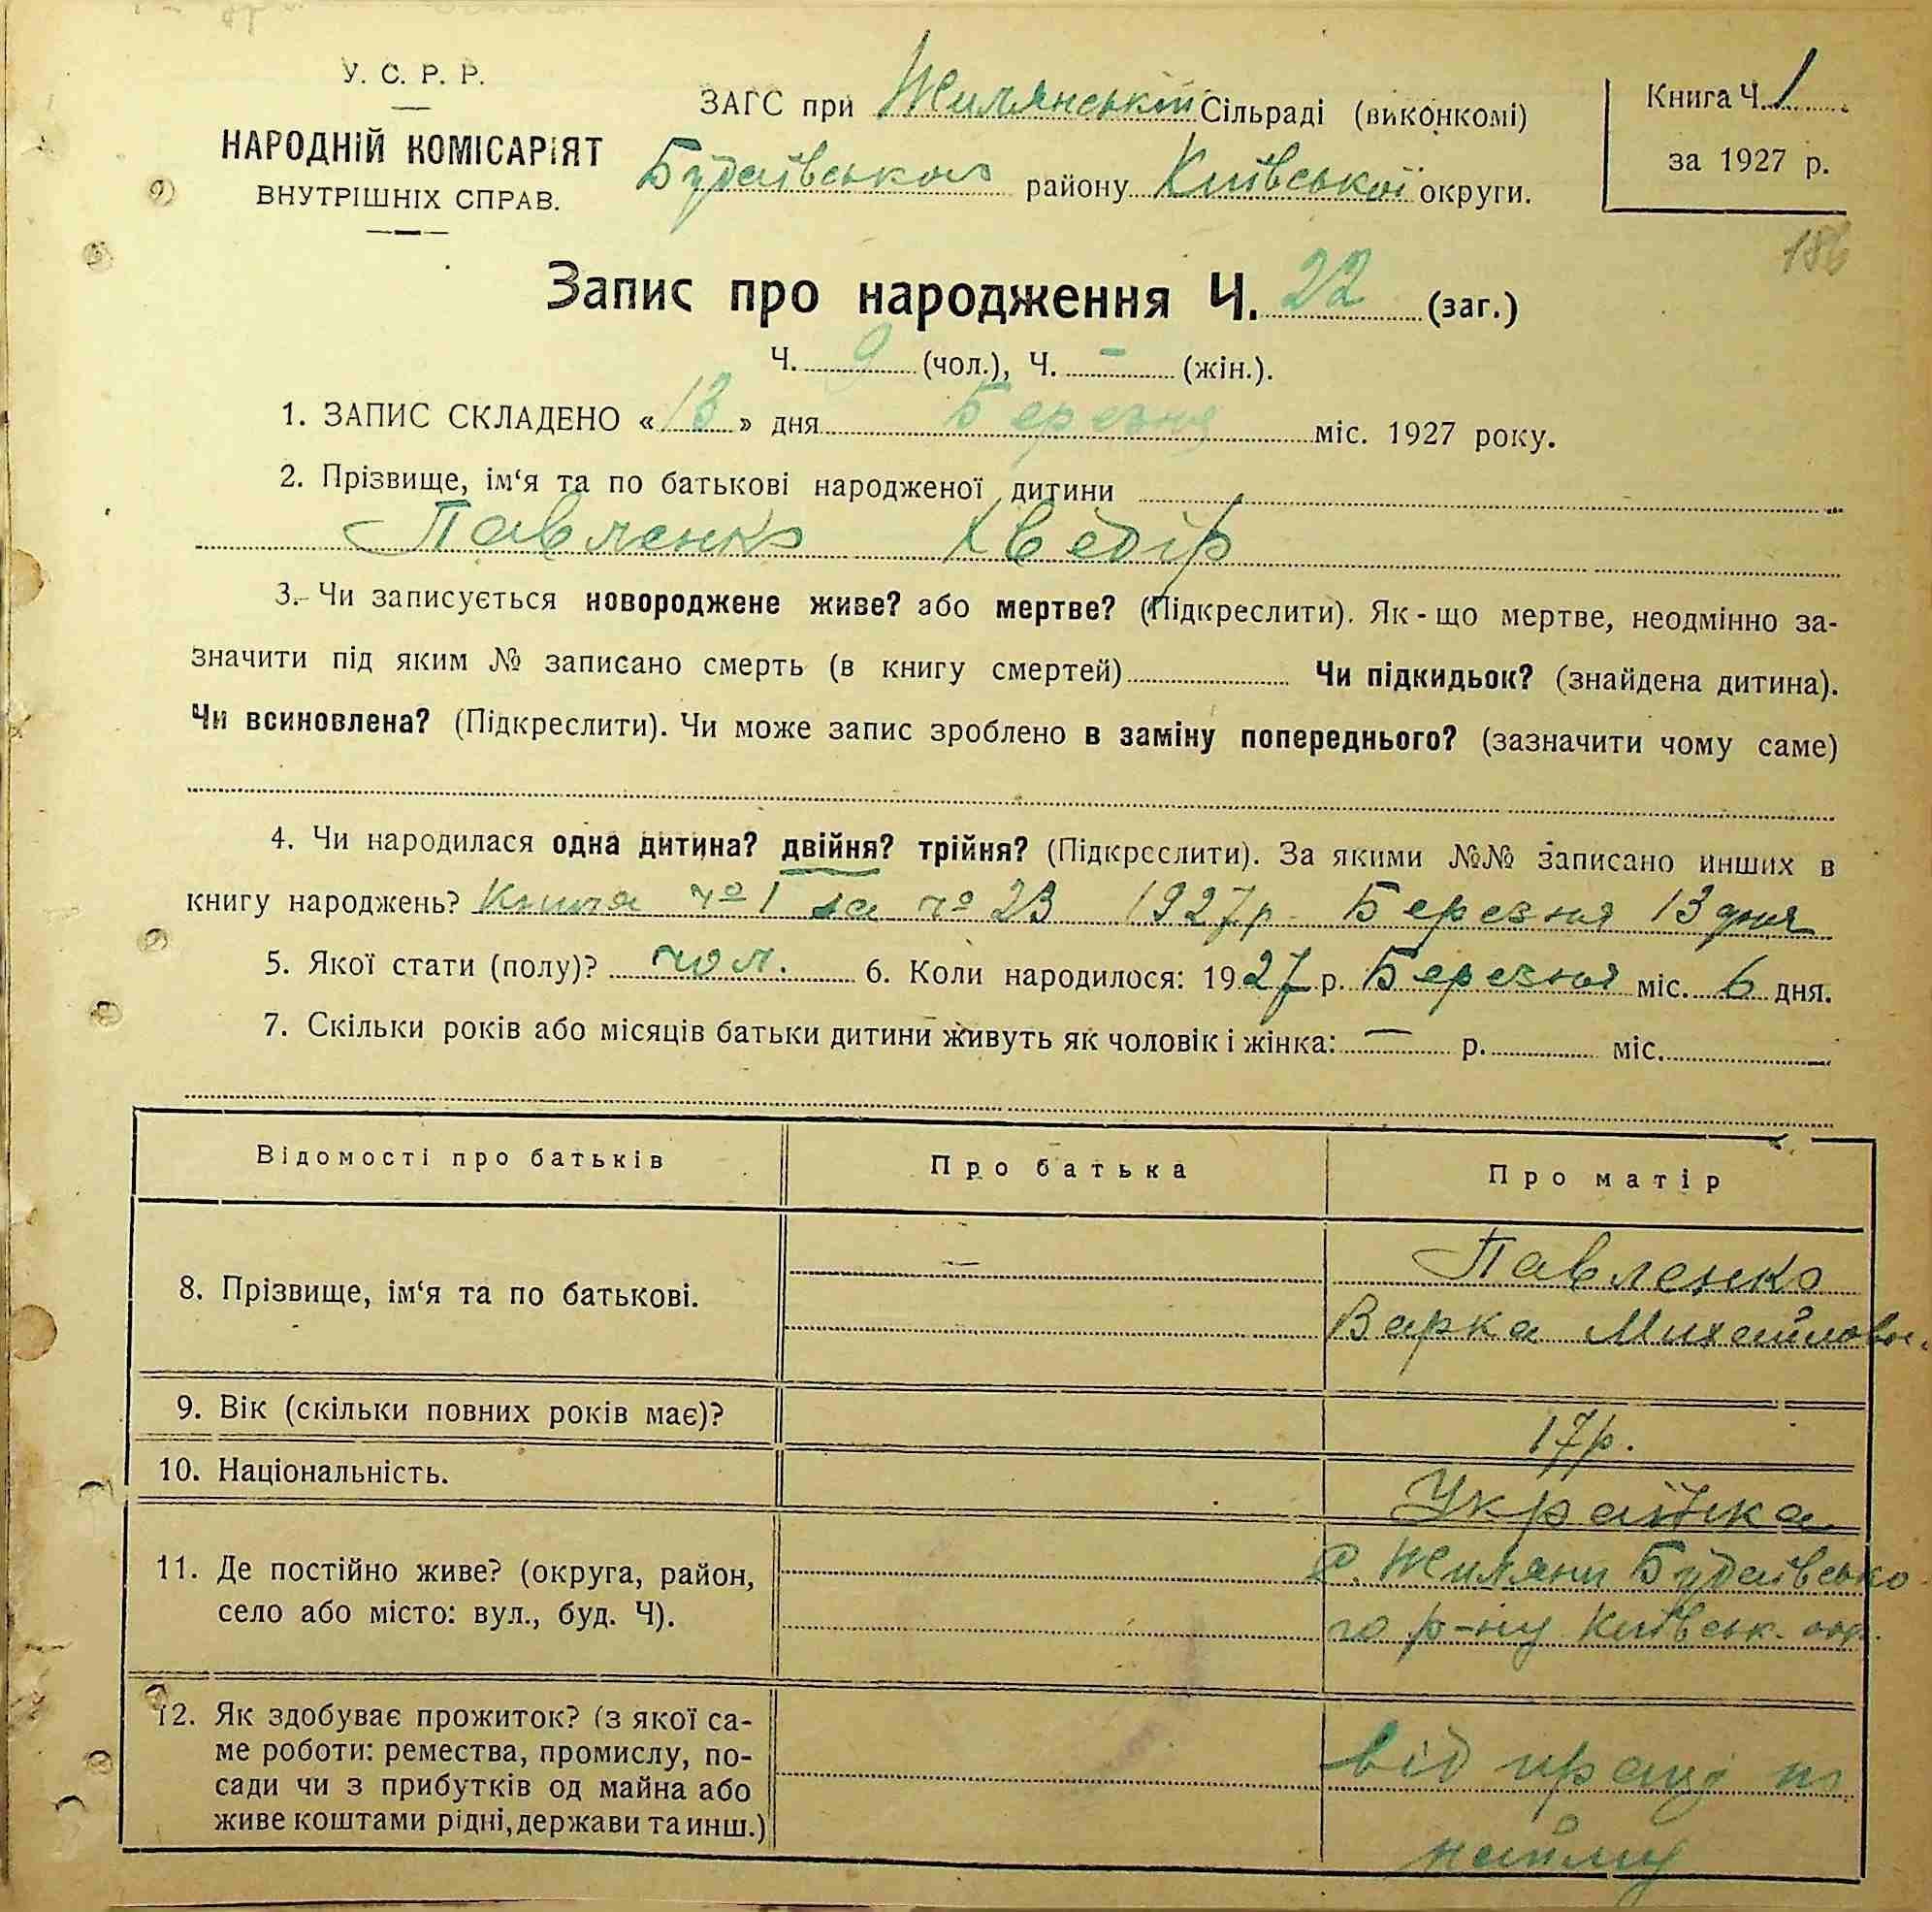 У. С. Р. Р.
НАРОДНІЙ КОМІСАРІЯТ
ВНУТРІШНІХ СПРАВ.
ЗАГС при Жилянській Сільраді (виконкомі)
Будаївського району Київської округи.
Книга Ч. 1
за 1927 р.
186
Запис про народження Ч. 22 (заг.)
Ч. 9 (чол.), Ч. – (жін.).
1. ЗАПИС СКЛАДЕНО «13» дня Березня міс. 1927 року.
2. Прізвище, ім‘я та по батькові народженої дитини
Павленко Хведір
3. Чи записується новороджене живе? або мертве? (Підкреслити). Як-що мертве, неодмінно за-
значити під яким № записано смерть (в книгу смертей) Чи підкидьок? (знайдена дитина).
Чи всиновлена? (Підкреслити). Чи може запис зроблено в заміну попереднього? (зазначити чому саме)
4. Чи народилася одна дитина? двійня? трійня? (Підкреслити). За якими №№ записано инших в
книгу народжень? Книга чо 1 за чо 23 1927 р. Березня 13 дня
5. Якої стати (полу)? чол. 6. Коли народилося: 1927 р. Березня міс. 6 дня.
7. Скільки років або місяців батьки дитини живуть як чоловік і жінка: — р. міс.
Відомості про батьків Про батька Про матір
8. Прізвище, ім‘я та по батькові. — Павленко
Варка Михайловн.
9. Вік (скільки повних років має)? 17 р.
10. Національність. Українка
11. Де постійно живе? (округа, район, с. Жиляни Будаївсько
село або місто: вул., буд. Ч). го р-ну Київськ. окр.
12. Як здобуває прожиток? (з якої са-
ме роботи: ремества, промислу, по- від праці по
сади чи з прибутків од майна або
живе коштами рідні, держави та инш.) найму